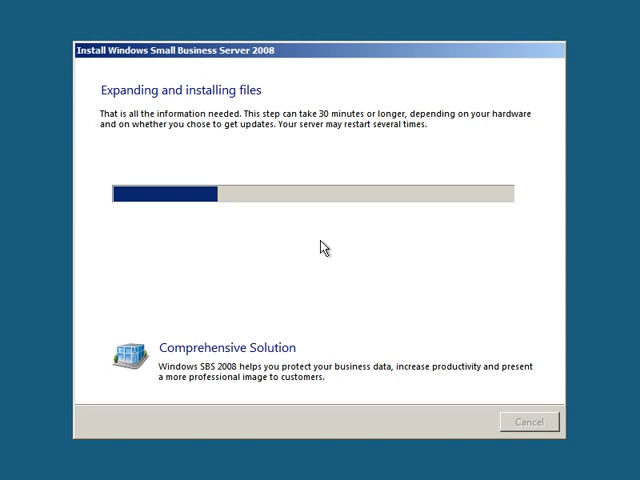 Install Windows Small Business Server 2008
Expanding and installing files
That is all the information needed. This step can take 30 minutes or longer, depending on your hardware
and on whether you chose to get updates. Your server may restart several times.
Comprehensive Solution
Windows SBS 2008 helps you protect your business data, increase productivity and present
a more professional image to customers.
Cancel